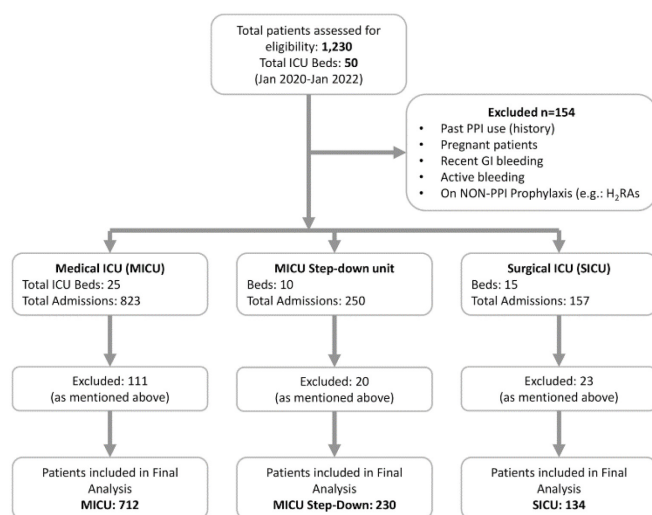 Total patients assessed for
eligibility: 1,230
Total ICU Beds: 50
(Jan 2020-Jan 2022)
Excluded n=154
• Past PPI use (history)
• Pregnant patients
• Recent GI bleeding
• Active bleeding
• On NON-PPI Prophylaxis (e.g.: H₂RAs
Medical ICU (MICU)
Total ICU Beds: 25
Total Admissions: 823
MICU Step-down unit
Beds: 10
Total Admissions: 250
Surgical ICU (SICU)
Beds: 15
Total Admissions: 157
Excluded: 111
(as mentioned above)
Excluded: 20
(as mentioned above)
Excluded: 23
(as mentioned above)
Patients included in Final
Analysis
MICU: 712
Patients included in Final
Analysis
MICU Step-Down: 230
Patients included in Final
Analysis
SICU: 134